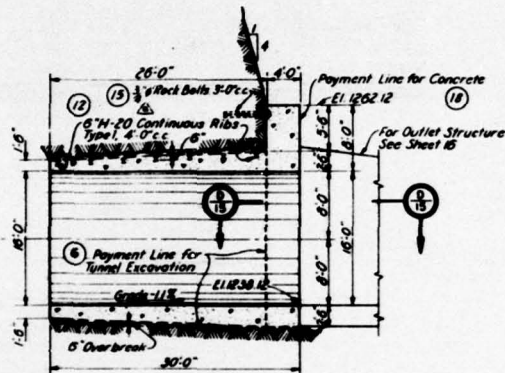 26'-0"
4'-0"
4
Payment Line for Concrete
18
El. 1262.12
15
Rock Bolts 3'-0" c.c.
12
6" H-20 Continuous Ribs
Type I, 4'-0" c.c.
6"
For Outlet Structure
See Sheet 16
1'-6"
5'-6"
8'-0"
D
15
D
15
16'-0"
8'-0"
16'-0"
8'-0"
6
Payment Line for
Tunnel Excavation
El. 1238.12
Grade-1.1%
1'-6"
6" Overbreak
30'-0"